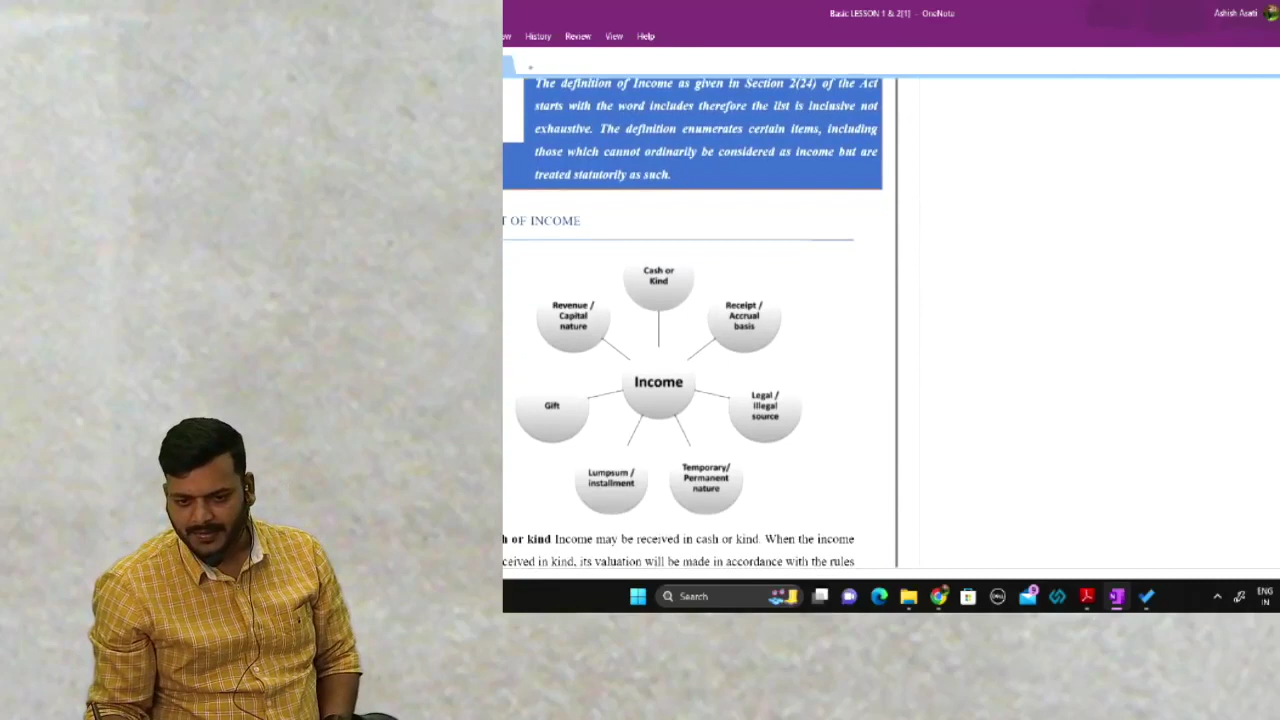 Basic LESSON 1 & 2[1] - OneNote
Ashish Asati
History Review View Help
The definition of Income as given in Section 2(24) of the Act
starts with the word includes therefore the list is inclusive not
exhaustive. The definition enumerates certain items, including
those which cannot ordinarily be considered as income but are
treated statutorily as such.
OF INCOME
Cash or
Kind
Revenue /
Capital
nature
Receipt /
Accrual
basis
Income
Gift
Legal /
Illegal
source
Lumpsum /
installment
Temporary/
Permanent
nature
or kind Income may be received in cash or kind. When the income
in kind, its valuation will be made in accordance with the rules
Search
ENG
IN